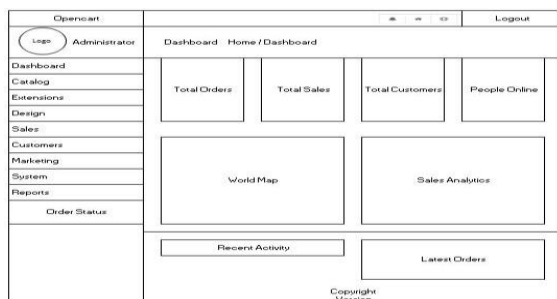 Opencart
Logout
Logo
Administrator
Dashboard Home / Dashboard
Dashboard
Catalog
Extensions
Design
Sales
Customers
Marketing
System
Reports
Order Status
Total Orders
Total Sales
Total Customers
People Online
World Map
Sales Analytics
Recent Activity
Latest Orders
Copyright
Version